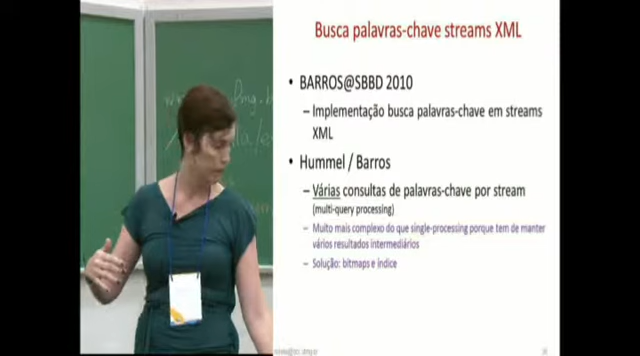 Busca palavras-chave streams XML
• BARROS@SBBD 2010
– Implementação busca palavras-chave em streams
XML
• Hummel / Barros
– Várias consultas de palavras-chave por stream
(multi-query processing)
– Muito mais complexo do que single-processing porque tem de manter
vários resultados intermediários
– Solução: bitmaps e índice